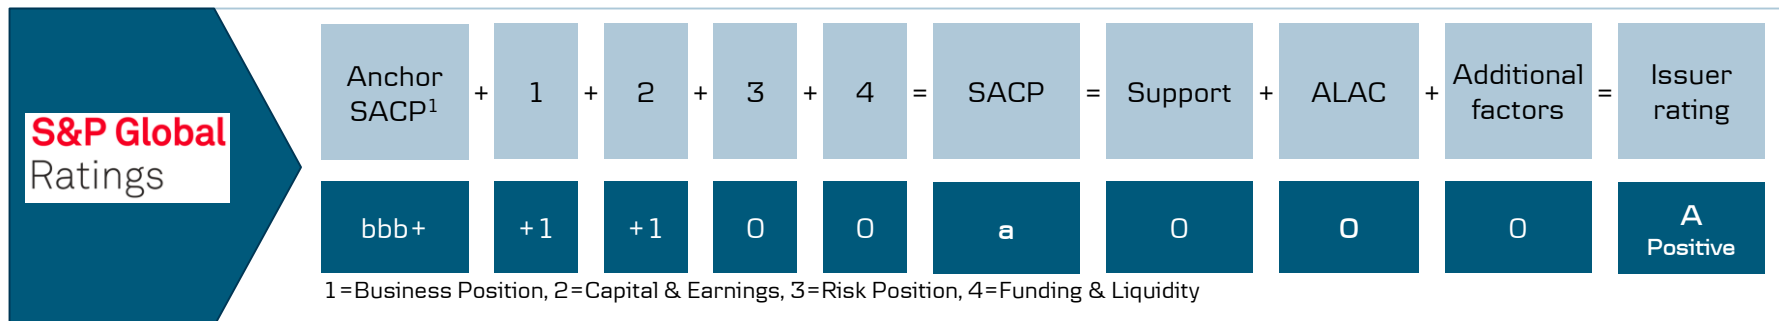 S&P Global
Ratings
Anchor
SACP¹ + 1 + 2 + 3 + 4 = SACP = Support + ALAC + Additional
factors = Issuer
rating
bbb+ +1 +1 0 0 a 0 0 0 A
Positive
1=Business Position, 2=Capital & Earnings, 3=Risk Position, 4=Funding & Liquidity